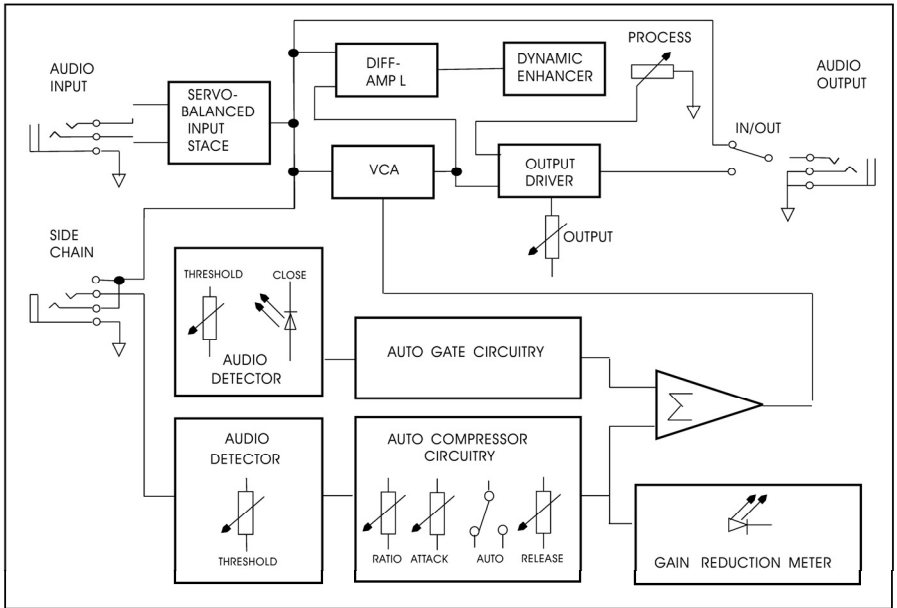 PROCESS
AUDIO
INPUT
SERVO-
BALANCED
INPUT
STACE
DIFF-
AMP L
DYNAMIC
ENHANCER
AUDIO
OUTPUT
IN/OUT
VCA
OUTPUT
DRIVER
OUTPUT
SIDE
CHAIN
THRESHOLD
CLOSE
AUDIO
DETECTOR
AUTO GATE CIRCUITRY
Σ
AUDIO
DETECTOR
THRESHOLD
AUTO COMPRESSOR
CIRCUITRY
RATIO
ATTACK
AUTO
RELEASE
GAIN REDUCTION METER